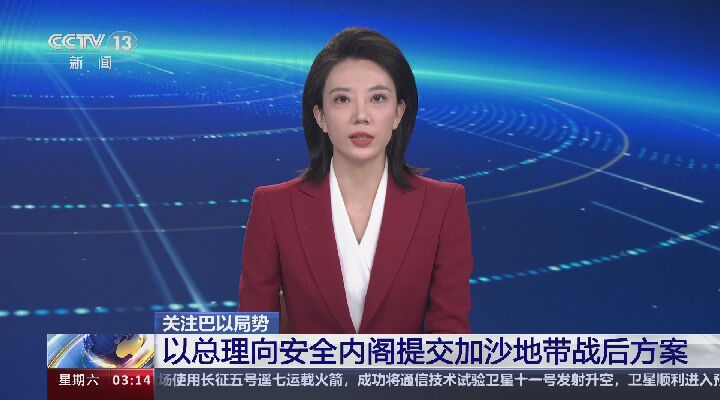 CCTV 13
新闻
关注巴以局势
以总理向安全内阁提交加沙地带战后方案
星期六 03:14 场使用长征五号遥七运载火箭,成功将通信技术试验卫星十一号发射升空,卫星顺利进入预